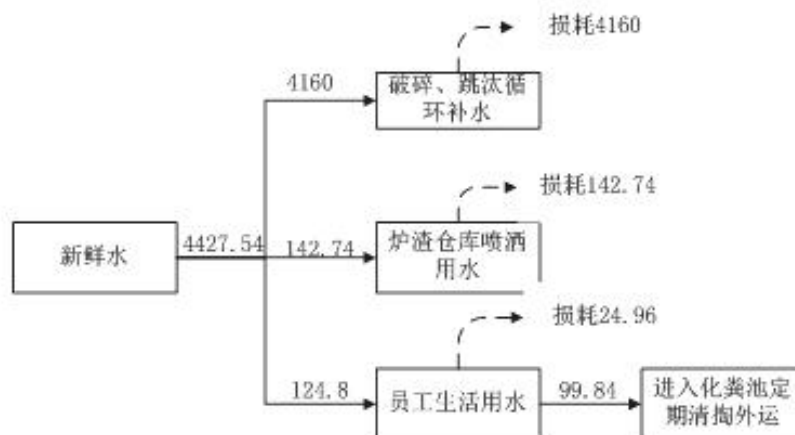 损耗4160
4160
破碎、跳汰循
环补水
损耗142.74
新鲜水
4427.54
142.74
炉渣仓库喷洒
用水
损耗24.96
124.8
员工生活用水
99.84
进入化粪池定
期清掏外运